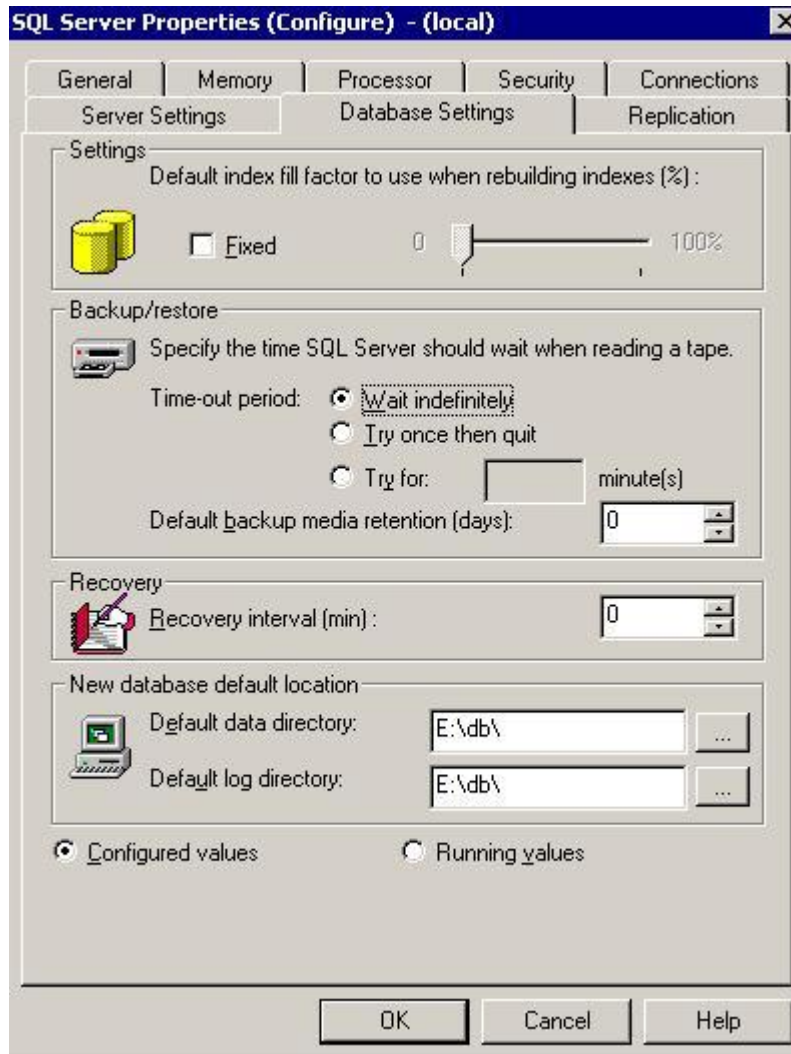 SQL Server Properties (Configure) - (local)
General Memory Processor Security Connections
Server Settings Database Settings Replication
Settings
Default index fill factor to use when rebuilding indexes (%) :
Fixed 0 100%
Backup/restore
Specify the time SQL Server should wait when reading a tape.
Time-out period: Wait indefinitely
Try once then quit
Try for: minute(s)
Default backup media retention (days): 0
Recovery
Recovery interval (min) : 0
New database default location
Default data directory: E:\db\ ...
Default log directory: E:\db\ ...
Configured values Running values
OK Cancel Help